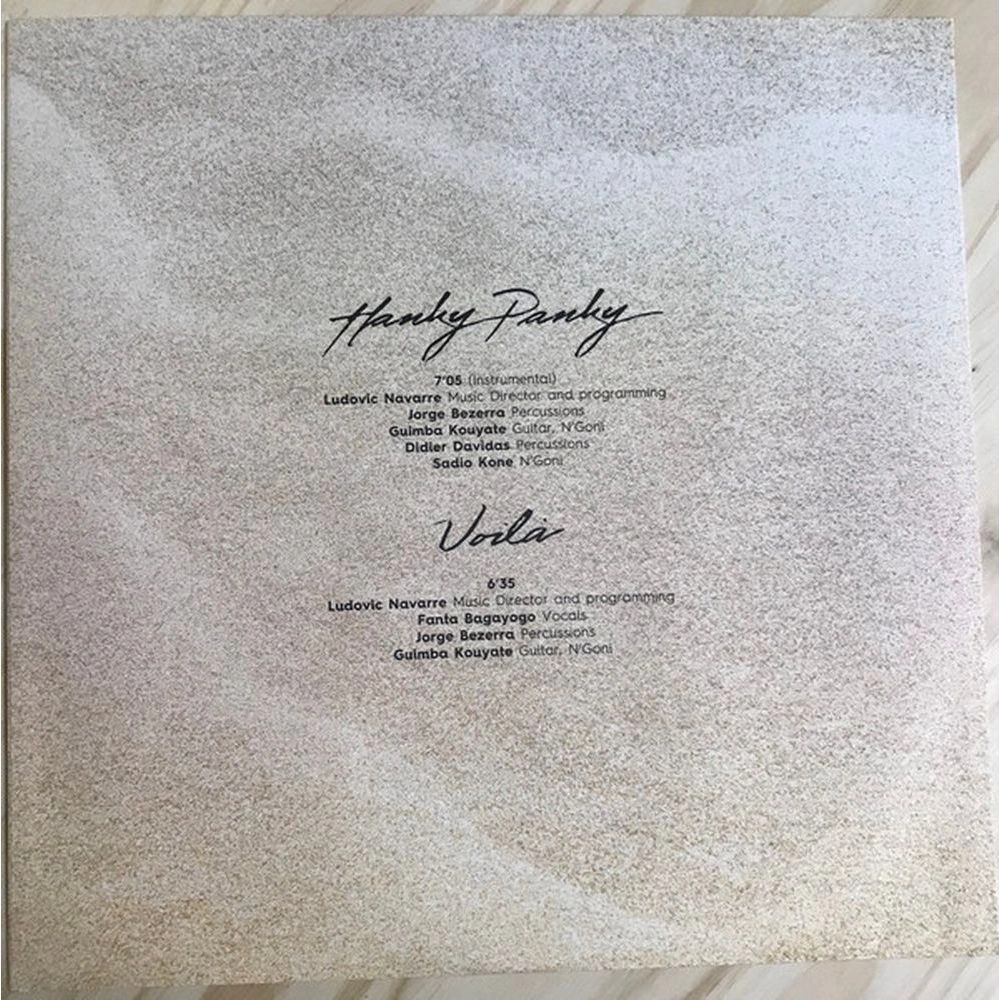 Hanky Panky
7'05 (Instrumental)
Ludovic Navarre Music Director and programming
Jorge Bezerra Percussions
Guimba Kouyate Guitar, N'Goni
Didier Davidas Percussions
Sadio Kone N'Goni
Voilà
6'35
Ludovic Navarre Music Director and programming
Fanta Bagayogo Vocals
Jorge Bezerra Percussions
Guimba Kouyate Guitar, N'Goni